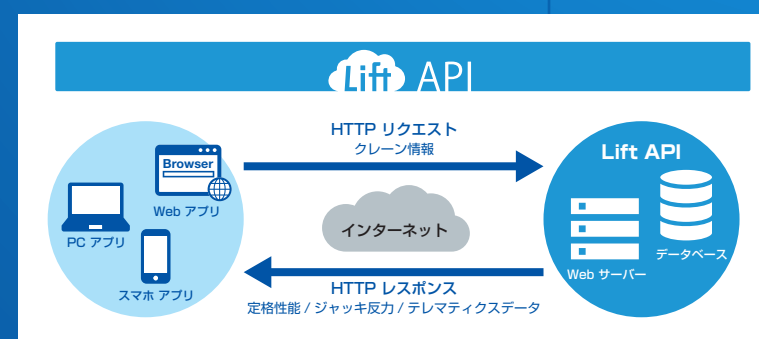 Lift API
HTTP リクエスト
クレーン情報
Browser
Web アプリ
PC アプリ
スマホ アプリ
インターネット
Lift API
データベース
Web サーバー
HTTP レスポンス
定格性能 / ジャッキ反力 / テレマティクスデータ